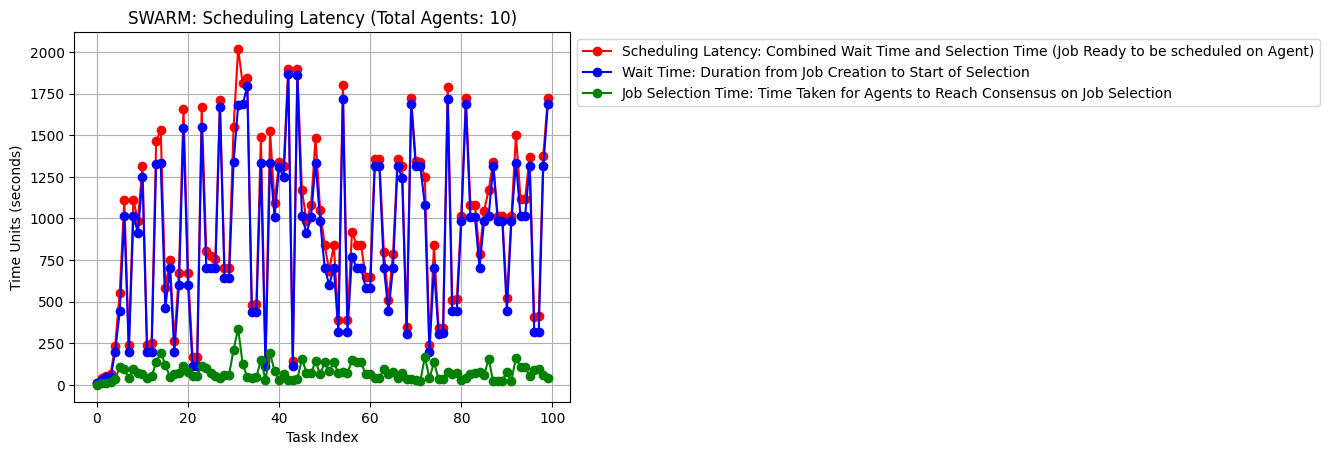 SWARM: Scheduling Latency (Total Agents: 10)
Scheduling Latency: Combined Wait Time and Selection Time (Job Ready to be scheduled on Agent)
Wait Time: Duration from Job Creation to Start of Selection
Job Selection Time: Time Taken for Agents to Reach Consensus on Job Selection
Time Units (seconds)
2000
1750
1500
1250
1000
750
500
250
0
0 20 40 60 80 100
Task Index